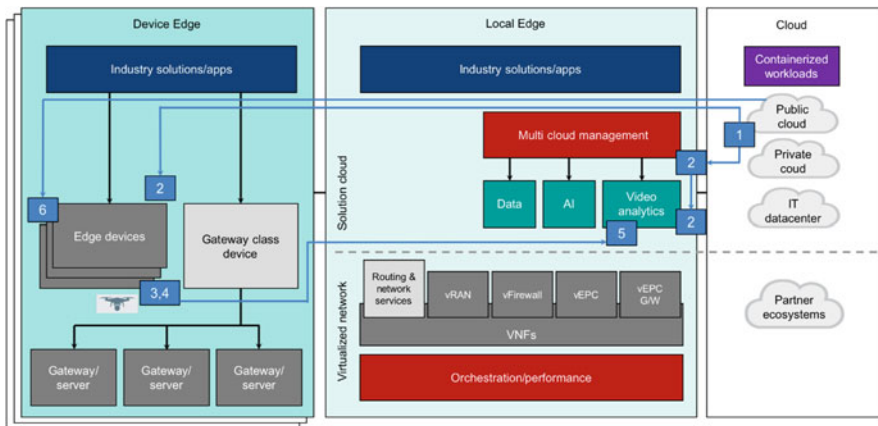 Device Edge
Local Edge
Cloud
Industry solutions/apps
Industry solutions/apps
Containerized
workloads
Public
cloud
1
Multi cloud management
2
2
Private
coud
Solution cloud
6
Data
AI
Video
analytics
2
IT
datacenter
Edge devices
Gateway class
device
5
3,4
Virtualized network
Routing &
network
services
vRAN
vFirewall
vEPC
vEPC
G/W
VNFs
Partner
ecosystems
Gateway/
server
Gateway/
server
Gateway/
server
Orchestration/performance